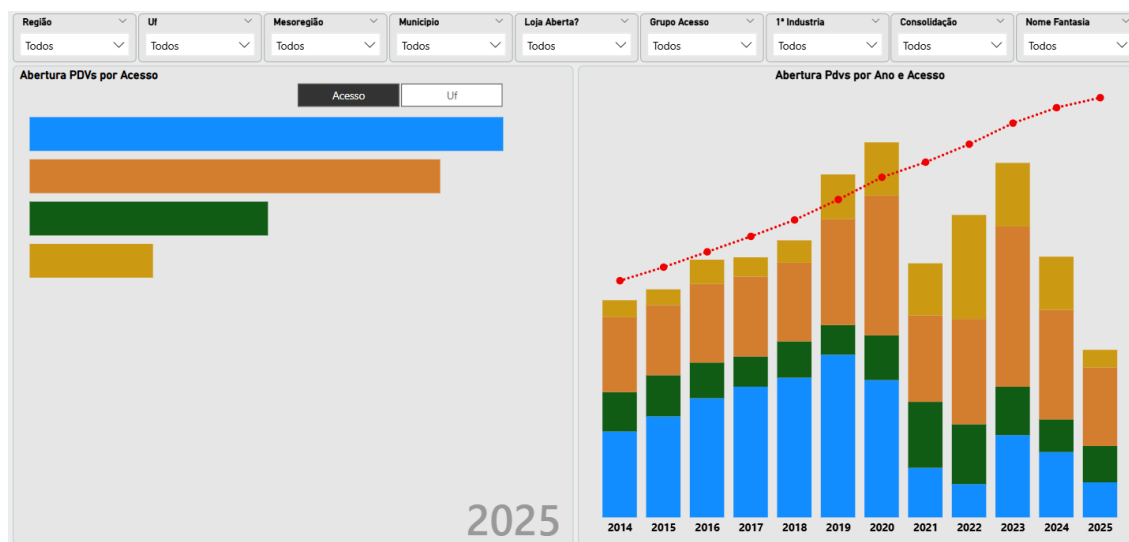 Região Uf Mesoregião Municipio Loja Aberta? Grupo Acesso 1ª Industria Consolidação Nome Fantasia
Todos Todos Todos Todos Todos Todos Todos Todos Todos
Abertura PDVs por Acesso
Acesso Uf
2025
Abertura Pdvs por Ano e Acesso
2014 2015 2016 2017 2018 2019 2020 2021 2022 2023 2024 2025